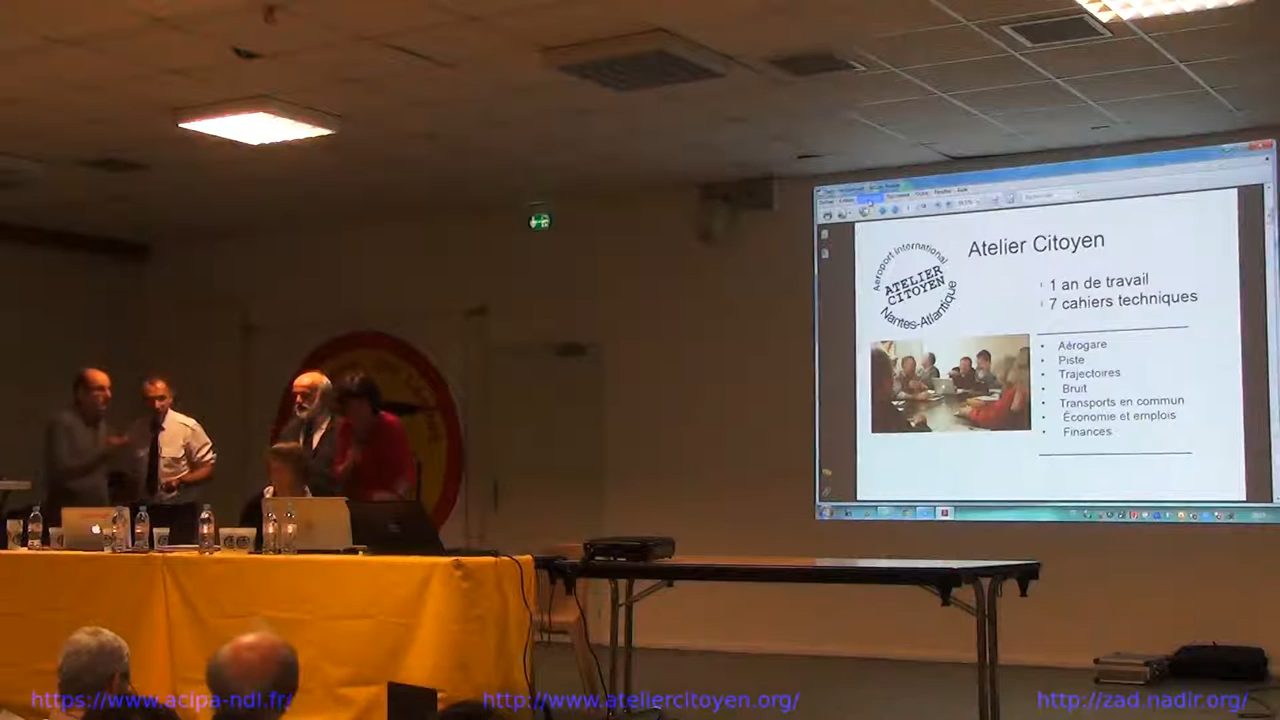 Atelier Citoyen
Aéroport international
ATELIER
CITOYEN
Nantes-Atlantique
1 an de travail
7 cahiers techniques
• Aérogare
• Piste
• Trajectoires
• Bruit
• Transports en commun
• Économie et emplois
• Finances
https://www.acipa-ndl.fr/
http://www.ateliercitoyen.org/
http://zad.nadir.org/